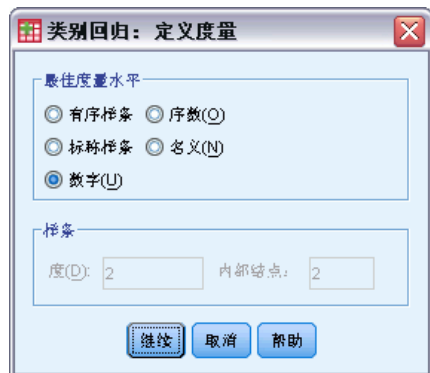 类别回归：定义度量
最佳度量水平
有序样条 序数(O)
标称样条 名义(N)
数字(U)
样条
度(D): 2 内部结点: 2
继续 取消 帮助